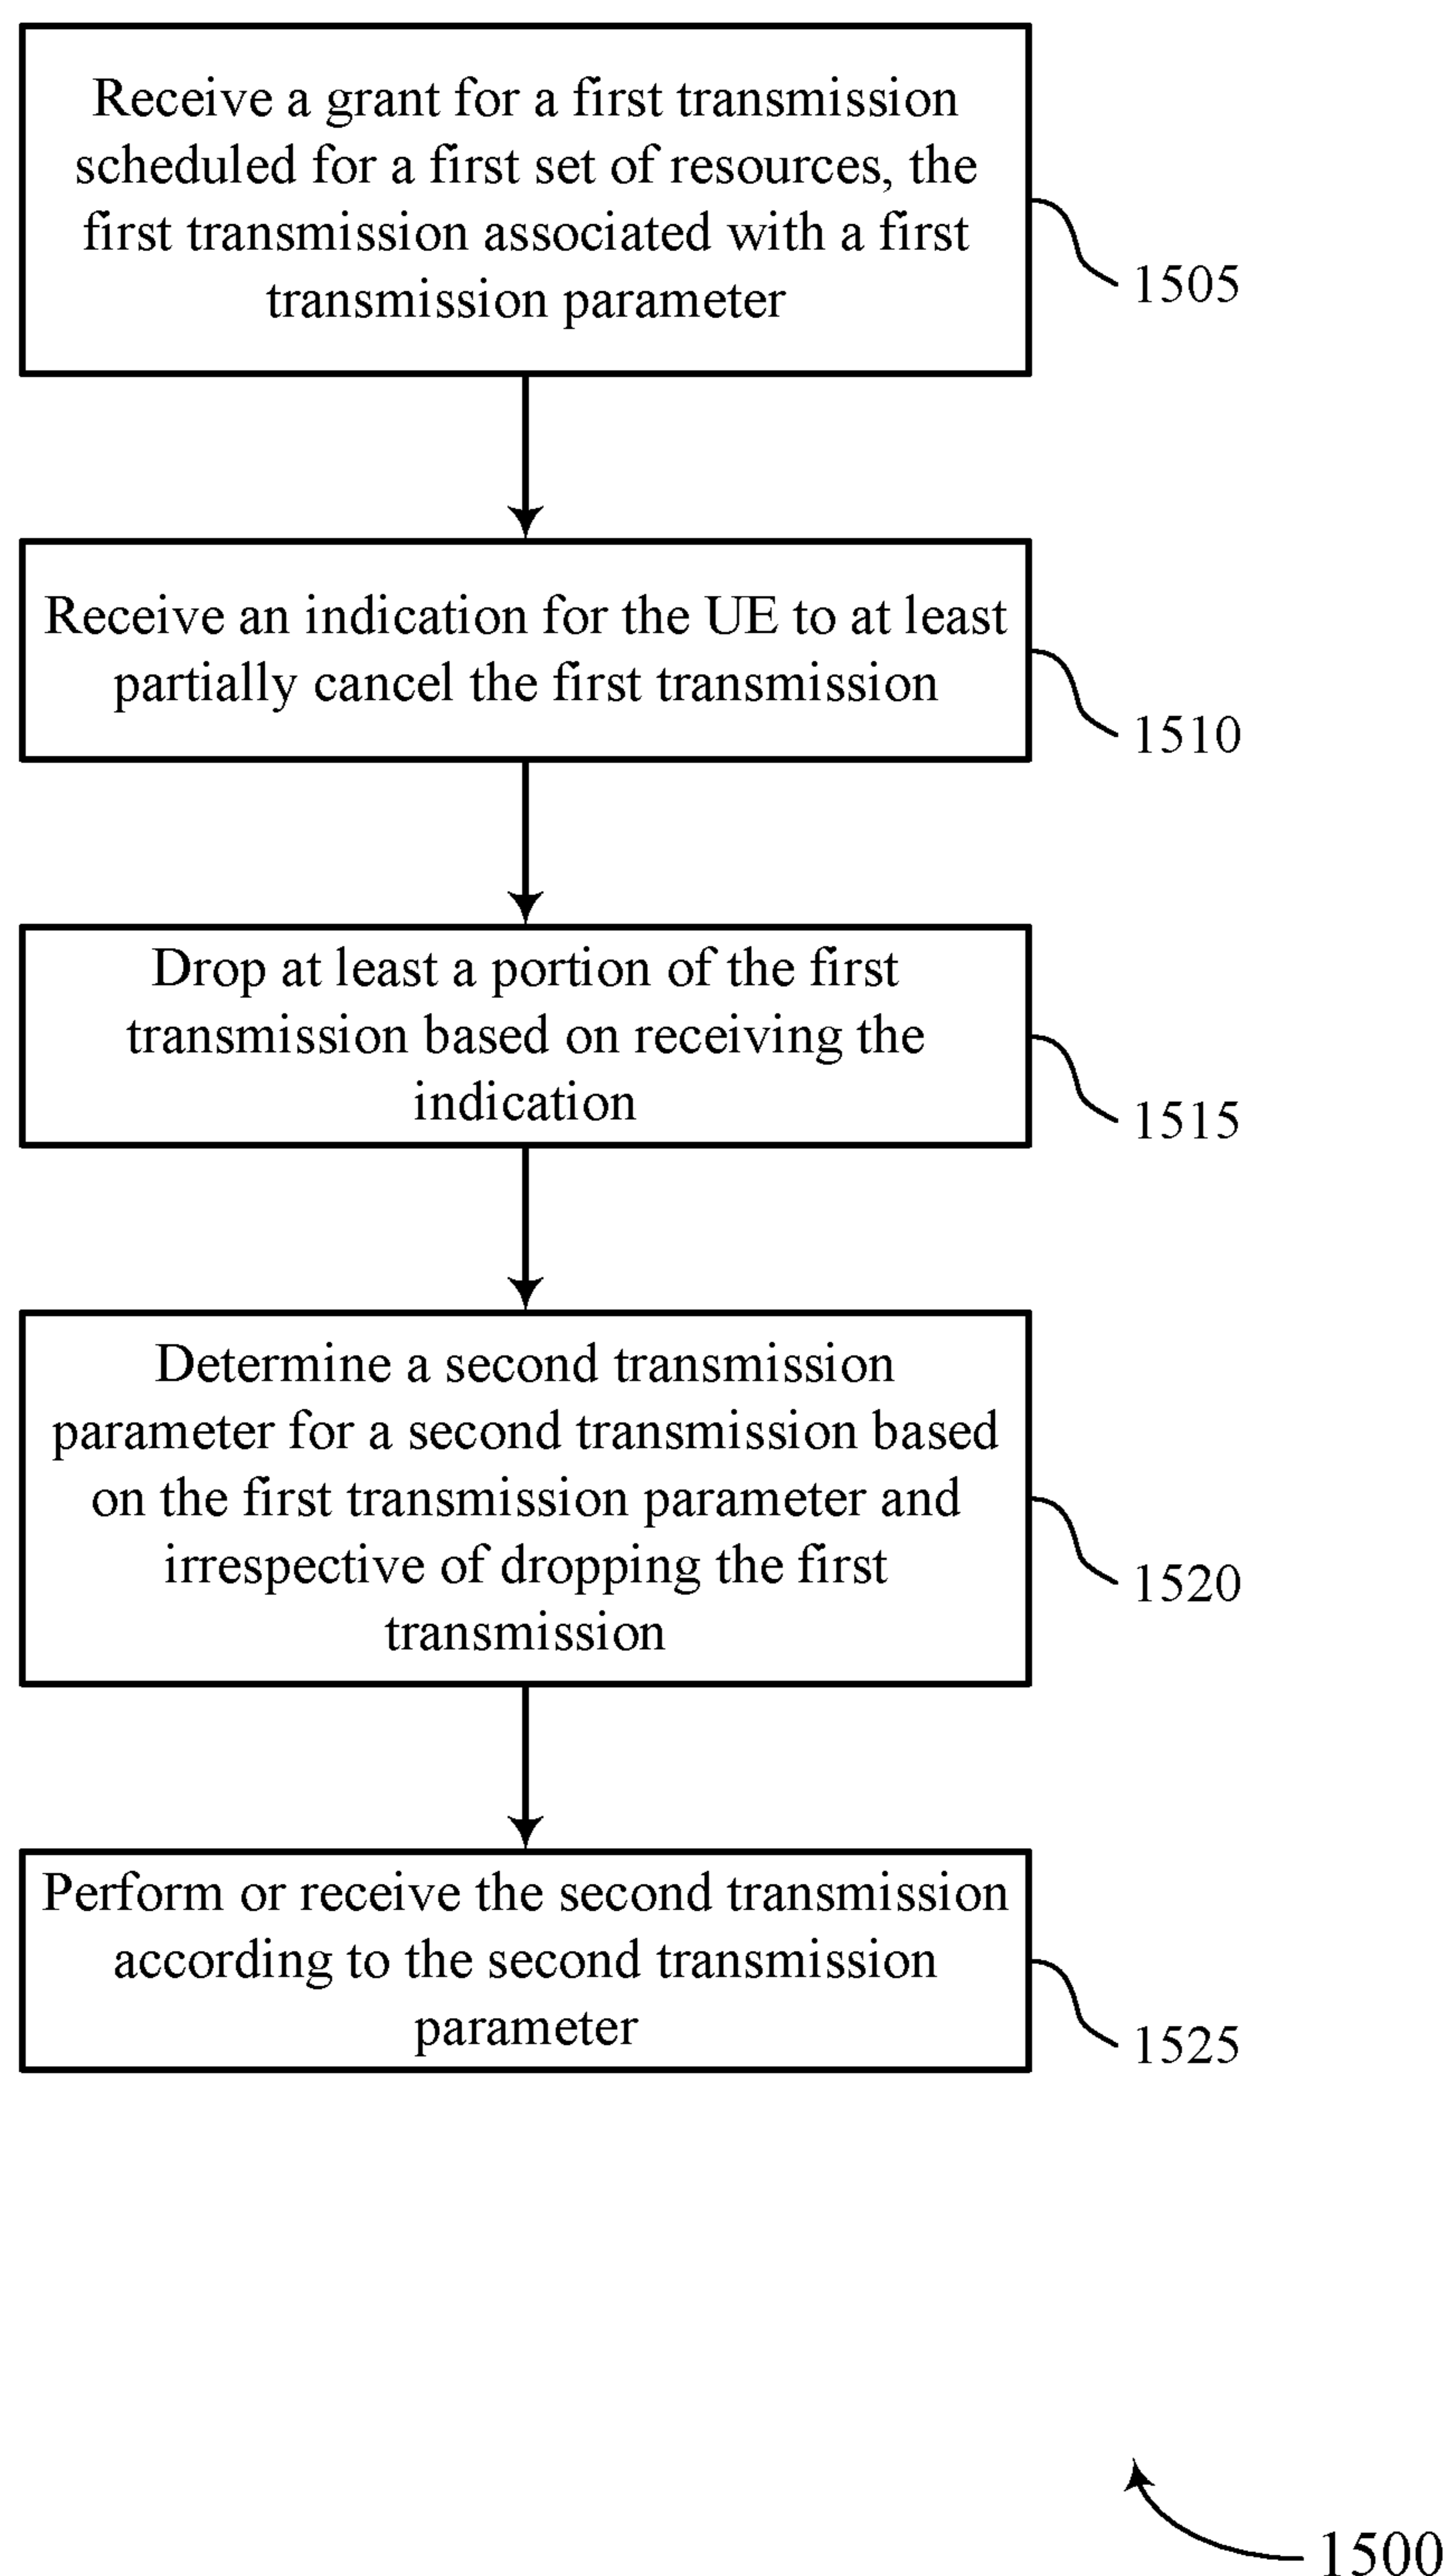 Receive a grant for a first transmission
scheduled for a first set of resources, the
first transmission associated with a first
transmission parameter
1505
Receive an indication for the UE to at least
partially cancel the first transmission
1510
Drop at least a portion of the first
transmission based on receiving the
indication
1515
Determine a second transmission
parameter for a second transmission based
on the first transmission parameter and
irrespective of dropping the first
transmission
1520
Perform or receive the second transmission
according to the second transmission
parameter
1525
1500